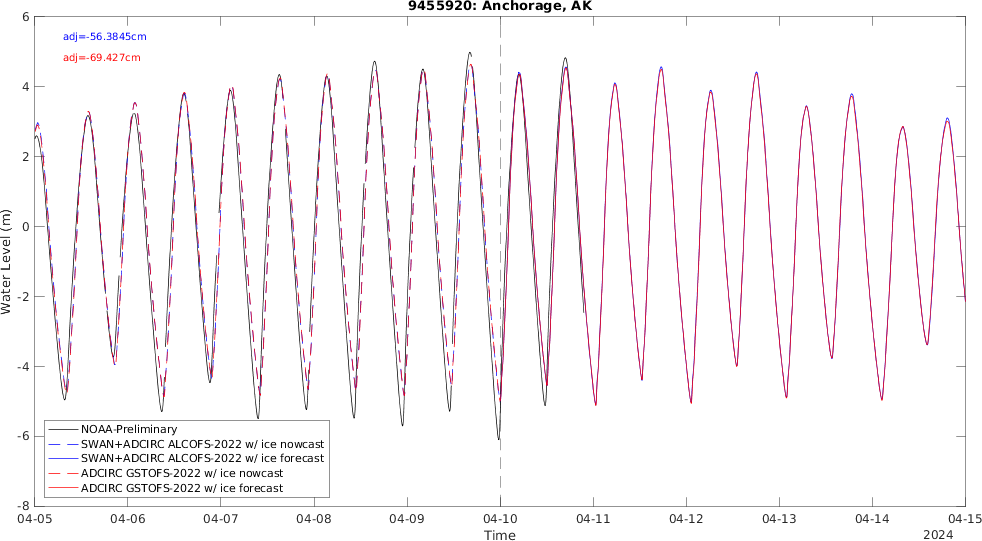 9455920: Anchorage, AK
adj=-56.3845cm
adj=-69.427cm
6
4
2
0
-2
-4
-6
-8
Water Level (m)
NOAA-Preliminary
SWAN+ADCIRC ALCOFS-2022 w/ ice nowcast
SWAN+ADCIRC ALCOFS-2022 w/ ice forecast
ADCIRC GSTOFS-2022 w/ ice nowcast
ADCIRC GSTOFS-2022 w/ ice forecast
04-05 04-06 04-07 04-08 04-09 04-10 04-11 04-12 04-13 04-14 04-15
Time
2024